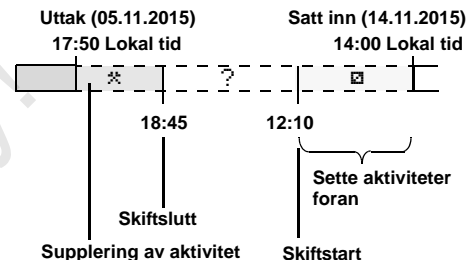 Uttak (05.11.2015) Satt inn (14.11.2015)
17:50 Lokal tid 14:00 Lokal tid
?
18:45 12:10
Sette aktiviteter
foran
Skiftslutt
Supplering av aktivitet Skiftstart